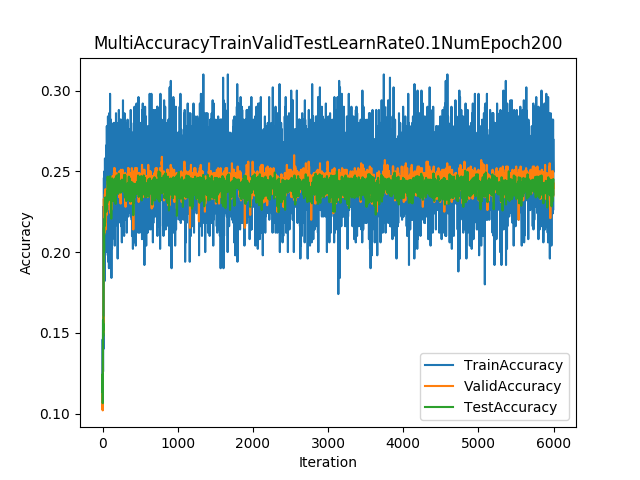 MultiAccuracyTrainValidTestLearnRate0.1NumEpoch200
0.30
0.25
0.20
0.15
0.10
Accuracy
0 1000 2000 3000 4000 5000 6000
Iteration
TrainAccuracy
ValidAccuracy
TestAccuracy